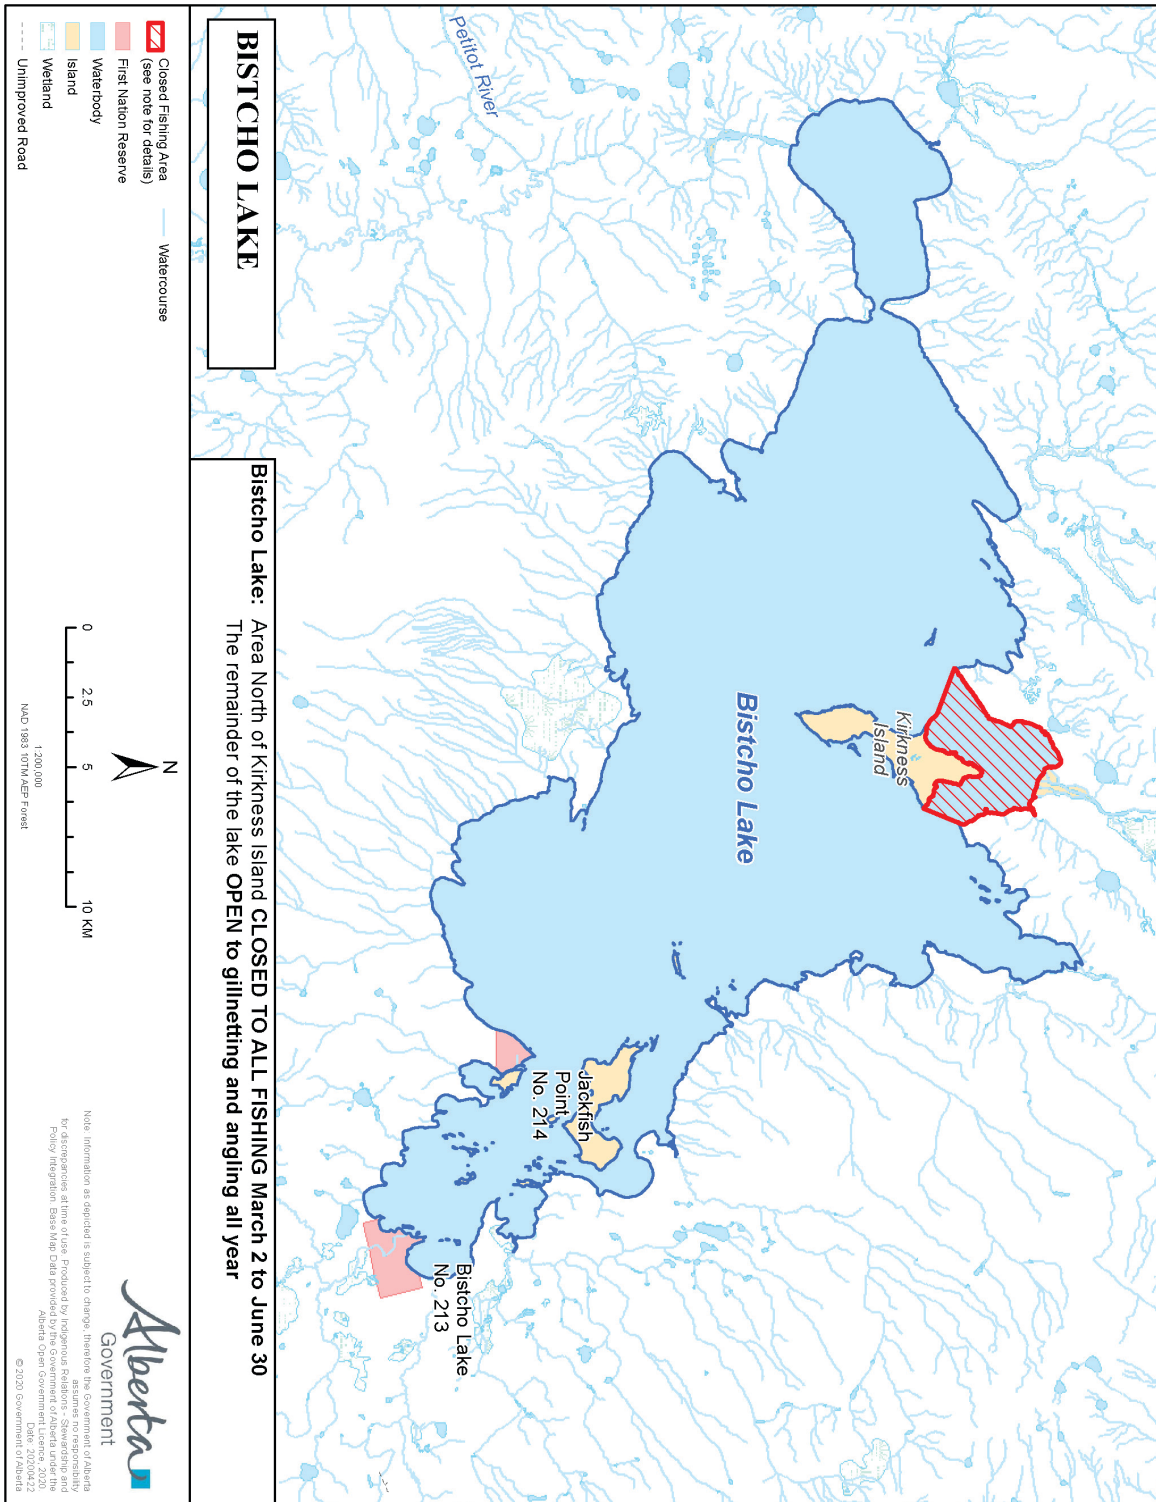 Petitot River
Kirkness
Island
Bistcho Lake
Jackfish
Point
No. 214
Bistcho Lake
No. 213
BISTCHO LAKE
Bistcho Lake: Area North of Kirkness Island CLOSED TO ALL FISHING March 2 to June 30
The remainder of the lake OPEN to gillnetting and angling all year
Closed Fishing Area
(see note for details)
First Nation Reserve
Waterbody
Island
Wetland
Unimproved Road
Watercourse
N
0 2.5 5 10 KM
1:200,000
NAD 1983 10TM AEP Forest
Alberta
Government
Note: Information as depicted is subject to change, therefore the Government of Alberta
assumes no responsibility
for discrepancies at time of use. Produced by Indigenous Relations - Stewardship and
Policy Integration. Base Map Data provided by the Government of Alberta under the
Alberta Open Government Licence, 2020.
Date: 20200422
© 2020 Government of Alberta